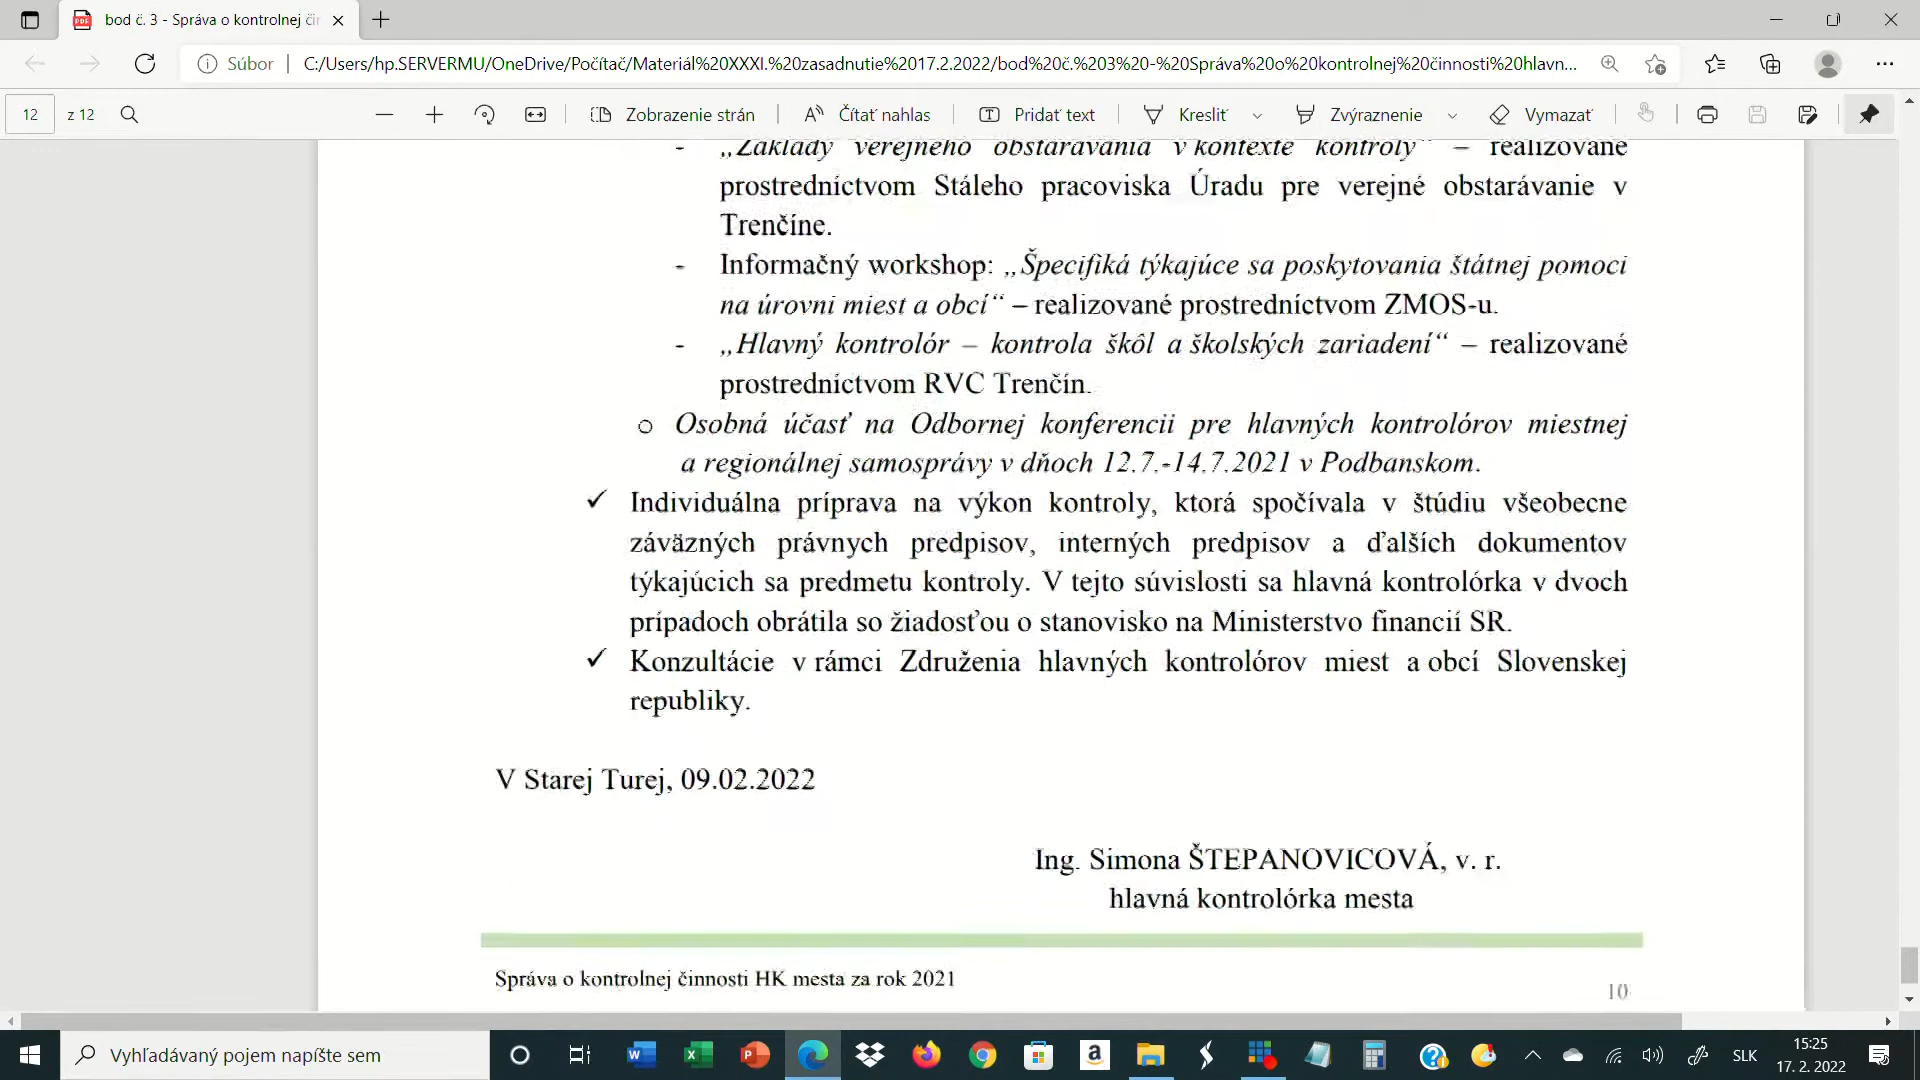 bod č. 3 - Správa o kontrolnej čin
Súbor
C:/Users/hp.SERVERMU/OneDrive/Počítač/Materiál%20XXXI.%20zasadnutie%2017.2.2022/bod%20č.%203%20-%20Správa%20o%20kontrolnej%20činnosti%20hlavn...
12 z 12 Zobrazenie strán Čítať nahlas Pridať text Kresliť Zvýraznenie Vymazať
- „Základy verejného obstarávania v kontexte kontroly“ – realizované
prostredníctvom Stáleho pracoviska Úradu pre verejné obstarávanie v
Trenčíne.
- Informačný workshop: „Špecifiká týkajúce sa poskytovania štátnej pomoci
na úrovni miest a obcí“ – realizované prostredníctvom ZMOS-u.
- „Hlavný kontrolór – kontrola škôl a školských zariadení“ – realizované
prostredníctvom RVC Trenčín.
o Osobná účasť na Odbornej konferencii pre hlavných kontrolórov miestnej
a regionálnej samosprávy v dňoch 12.7.-14.7.2021 v Podbanskom.
✓ Individuálna príprava na výkon kontroly, ktorá spočívala v štúdiu všeobecne
záväzných právnych predpisov, interných predpisov a ďalších dokumentov
týkajúcich sa predmetu kontroly. V tejto súvislosti sa hlavná kontrolórka v dvoch
prípadoch obrátila so žiadosťou o stanovisko na Ministerstvo financií SR.
✓ Konzultácie v rámci Združenia hlavných kontrolórov miest a obcí Slovenskej
republiky.
V Starej Turej, 09.02.2022
Ing. Simona ŠTEPANOVICOVÁ, v. r.
hlavná kontrolórka mesta
Správa o kontrolnej činnosti HK mesta za rok 2021
10
Vyhľadávaný pojem napíšte sem
SLK
15:25
17. 2. 2022